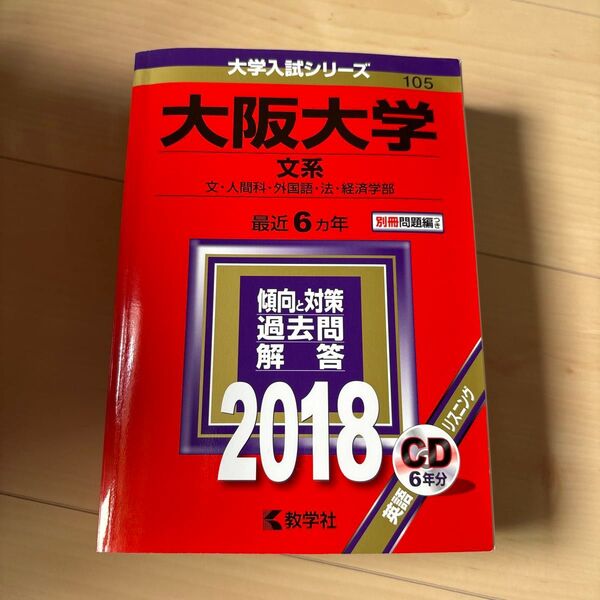 大学入試シリーズ
105
大阪大学
文系
文・人間科・外国語・法・経済学部
最近6カ年
別冊問題編つき
傾向と対策
過去問
解答
2018
英語リスニング
CD
6年分
教学社